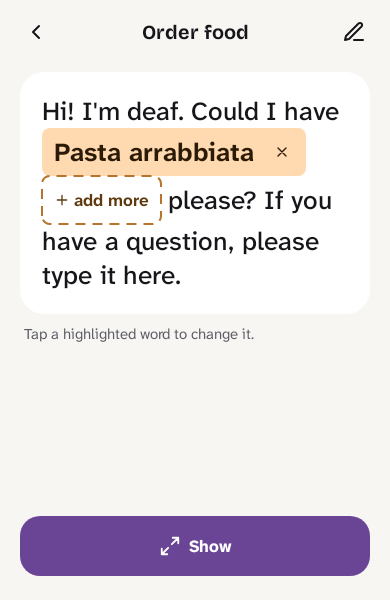 Order food
Hi! I'm deaf. Could I have
Pasta arrabbiata ×
+ add more please? If you
have a question, please
type it here.
Tap a highlighted word to change it.
Show